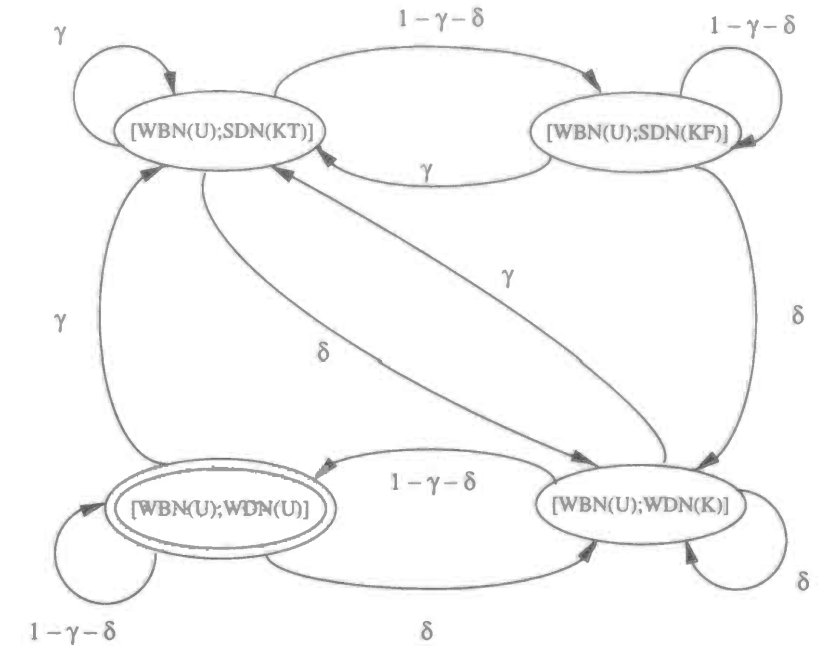 1 – γ – δ
γ
1 – γ – δ
[WBN(U);SDN(KT)]
[WBN(U);SDN(KF)]
γ
γ
γ
δ
δ
1 – γ – δ
[WBN(U);WDN(U)]
[WBN(U);WDN(K)]
δ
1 – γ – δ
δ